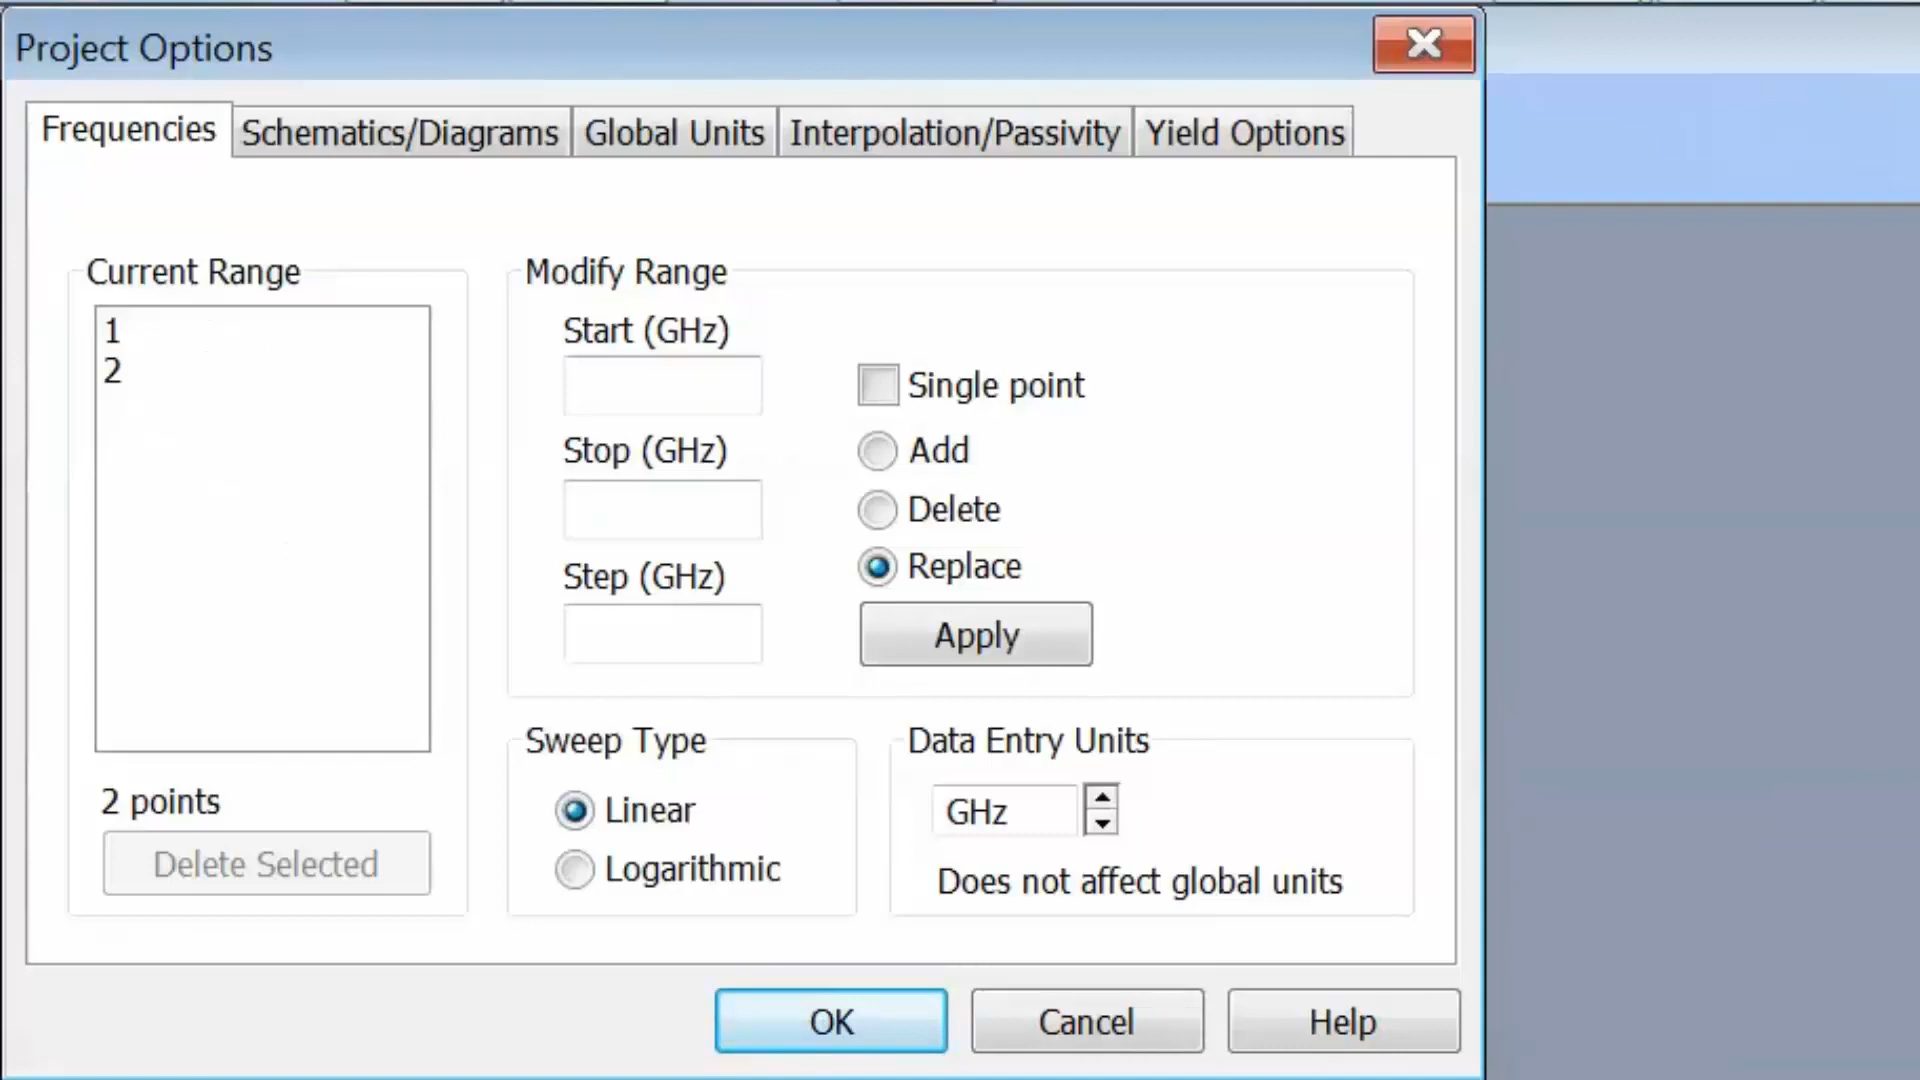 Project Options
Frequencies
Schematics/Diagrams
Global Units
Interpolation/Passivity
Yield Options
Current Range
1
2
2 points
Delete Selected
Modify Range
Start (GHz)
Stop (GHz)
Step (GHz)
Single point
Add
Delete
Replace
Apply
Sweep Type
Linear
Logarithmic
Data Entry Units
GHz
Does not affect global units
OK
Cancel
Help